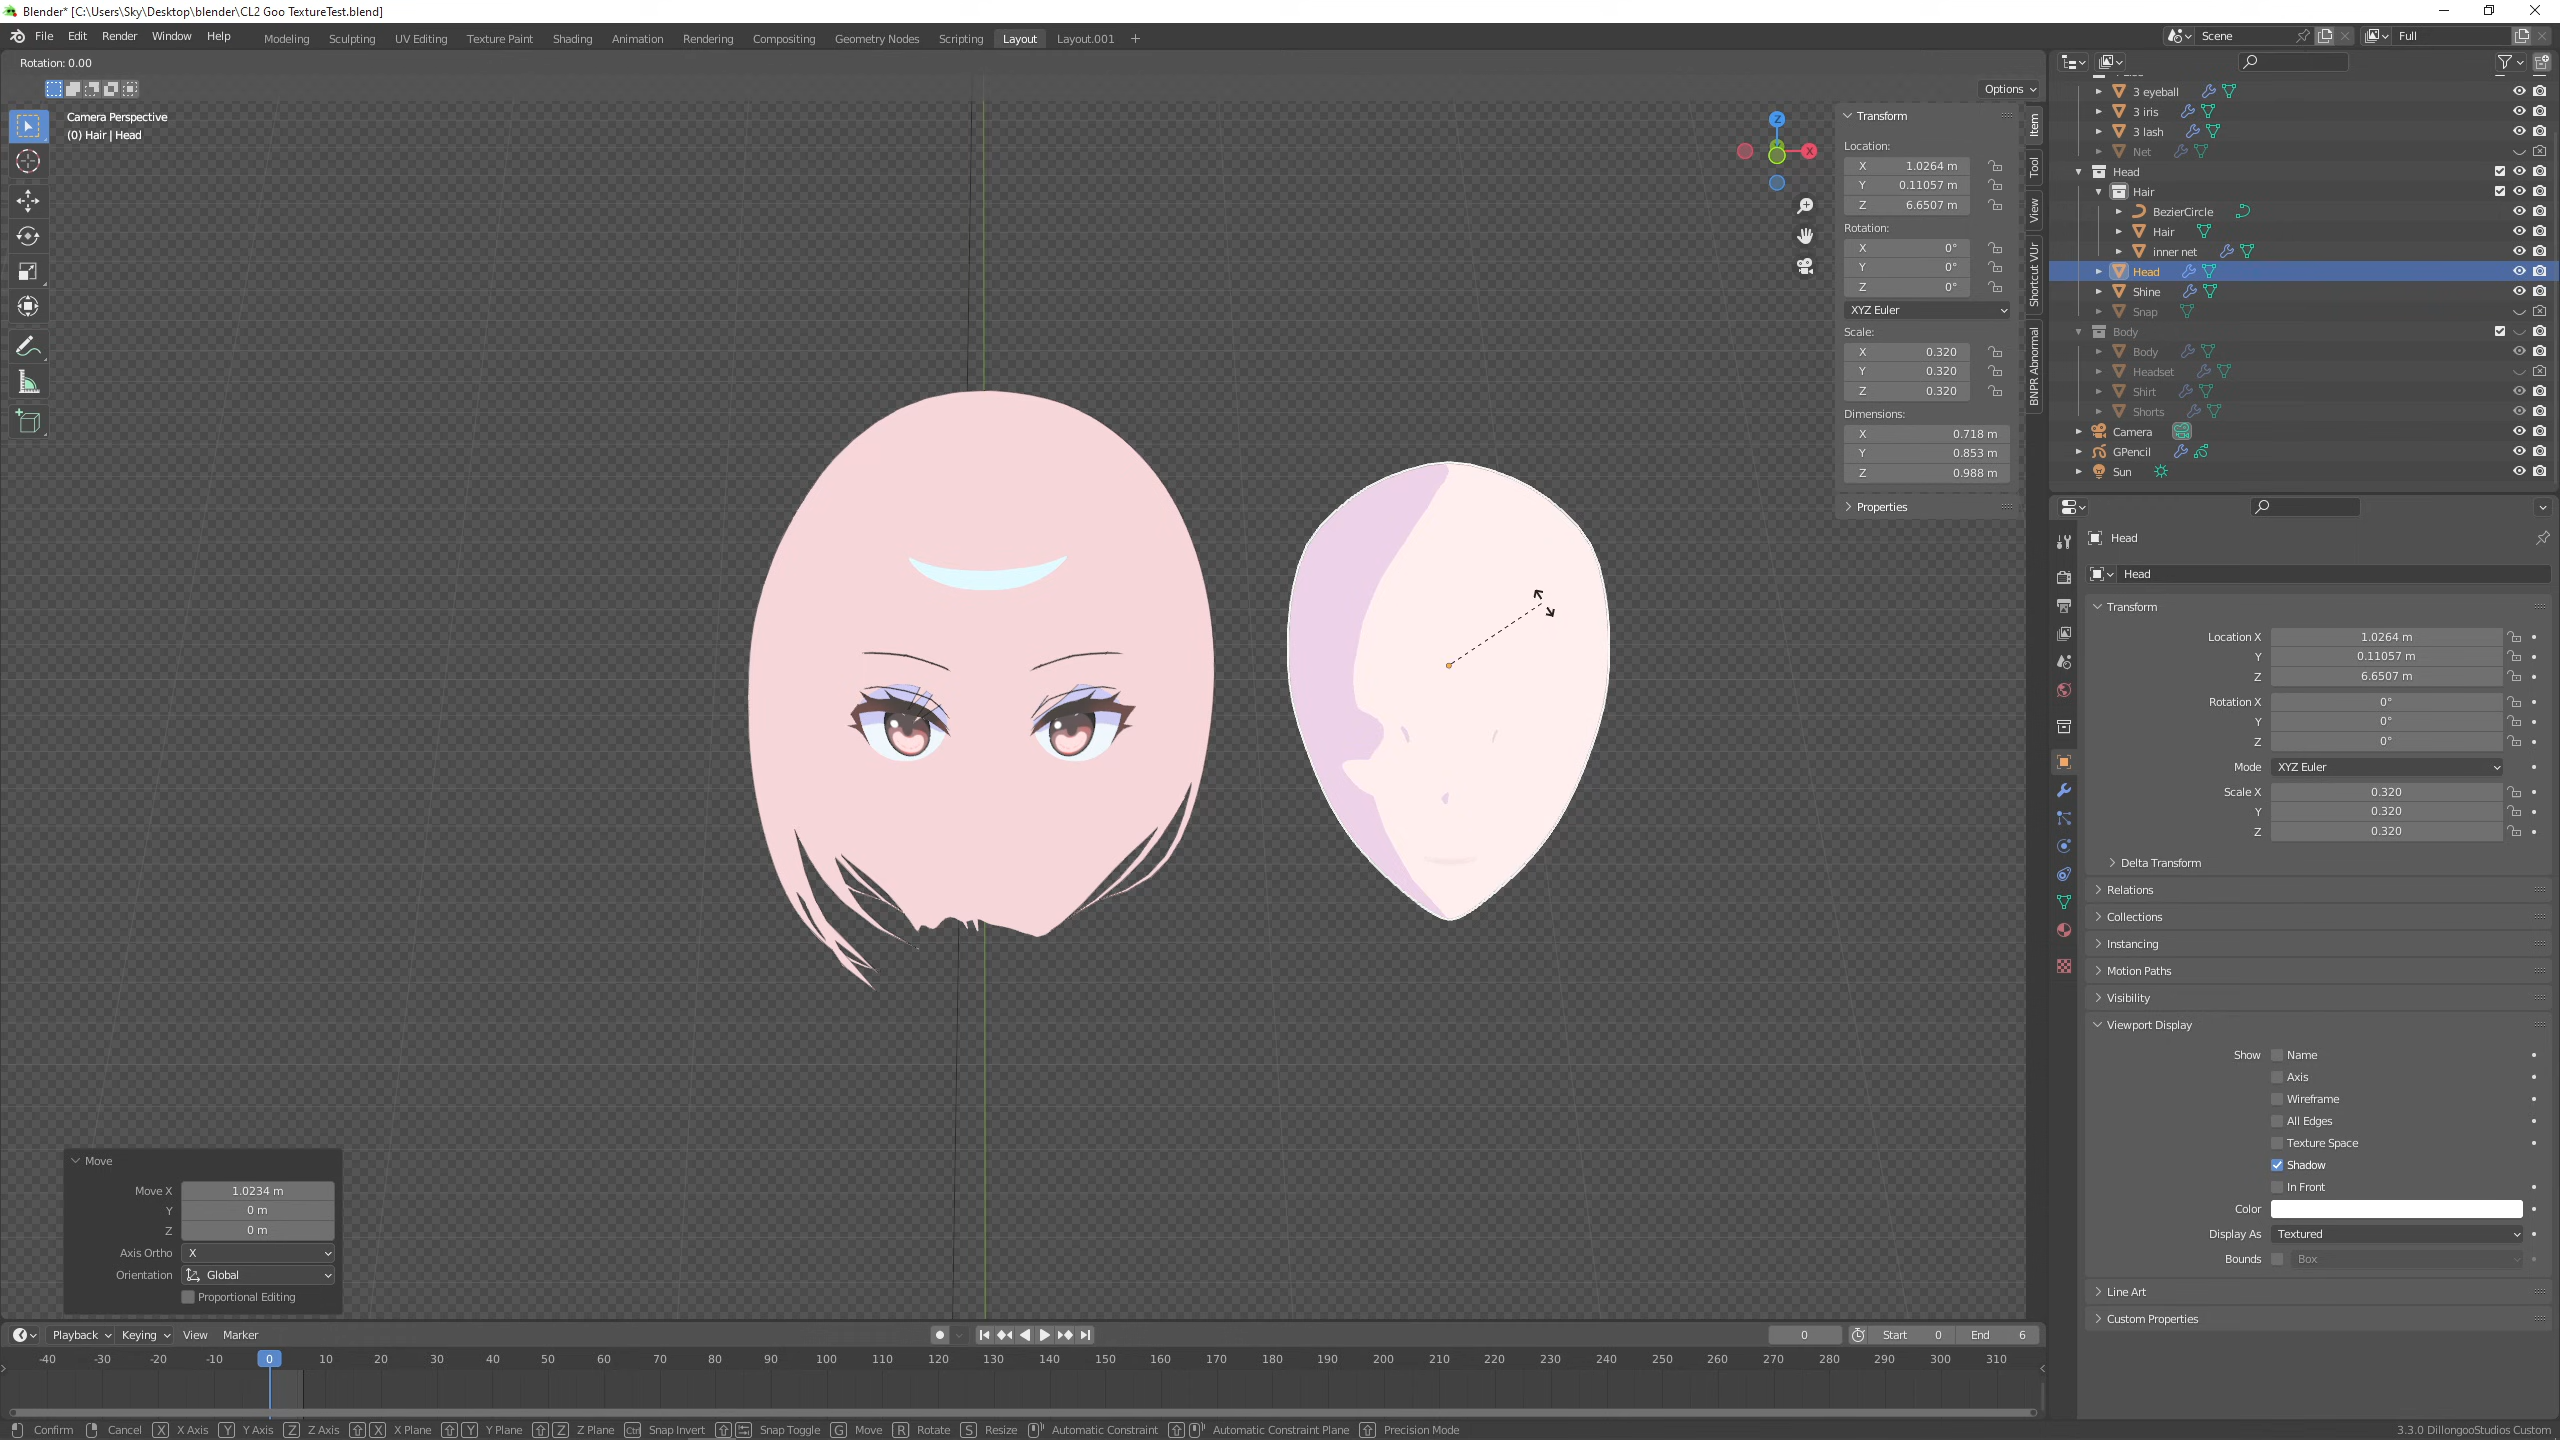 Blender* [C:\Users\Sky\Desktop\blender\CL2 Goo TextureTest.blend]
File Edit Render Window Help Modeling Sculpting UV Editing Texture Paint Shading Animation Rendering Compositing Geometry Nodes Scripting Layout Layout.001 + Scene Full
Rotation: 0.00
Options
Camera Perspective
(0) Hair | Head
Z
X
Transform
Location:
X 1.0264 m
Y 0.11057 m
Z 6.6507 m
Rotation:
X 0°
Y 0°
Z 0°
XYZ Euler
Scale:
X 0.320
Y 0.320
Z 0.320
Dimensions:
X 0.718 m
Y 0.853 m
Z 0.988 m
Properties
Item
Tool
View
Shortcut VUr
BNPR Abnormal
3 eyeball
3 iris
3 lash
Net
Head
Hair
BezierCircle
Hair
inner net
Head
Shine
Snap
Body
Body
Headset
Shirt
Shorts
Camera
GPencil
Sun
Head
Head
Transform
Location X 1.0264 m
Y 0.11057 m
Z 6.6507 m
Rotation X 0°
Y 0°
Z 0°
Mode XYZ Euler
Scale X 0.320
Y 0.320
Z 0.320
Delta Transform
Relations
Collections
Instancing
Motion Paths
Visibility
Viewport Display
Show Name
Axis
Wireframe
All Edges
Texture Space
Shadow
In Front
Color
Display As Textured
Bounds Box
Line Art
Custom Properties
Move
Move X 1.0234 m
Y 0 m
Z 0 m
Axis Ortho X
Orientation Global
Proportional Editing
Playback Keying View Marker 0 Start 0 End 6
-40 -30 -20 -10 0 10 20 30 40 50 60 70 80 90 100 110 120 130 140 150 160 170 180 190 200 210 220 230 240 250 260 270 280 290 300 310
Confirm Cancel X X Axis Y Y Axis Z Z Axis X X Plane Y Y Plane Z Z Plane Ctrl Snap Invert Snap Toggle G Move R Rotate S Resize Automatic Constraint Automatic Constraint Plane Precision Mode 3.3.0 DillongooStudios Custom